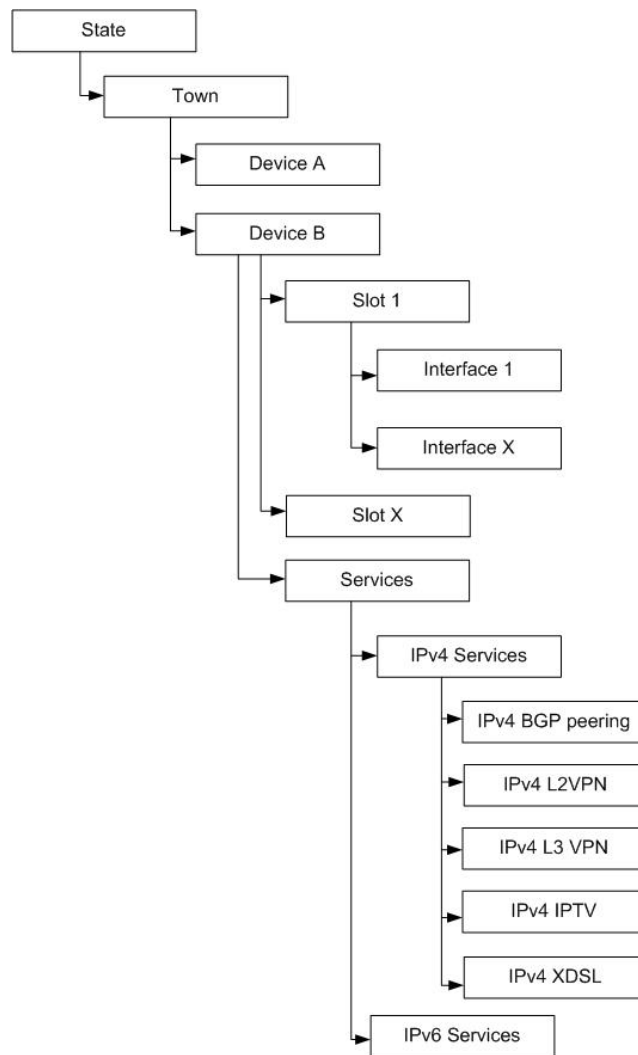 State
Town
Device A
Device B
Slot 1
Interface 1
Interface X
Slot X
Services
IPv4 Services
IPv4 BGP peering
IPv4 L2VPN
IPv4 L3 VPN
IPv4 IPTV
IPv4 XDSL
IPv6 Services